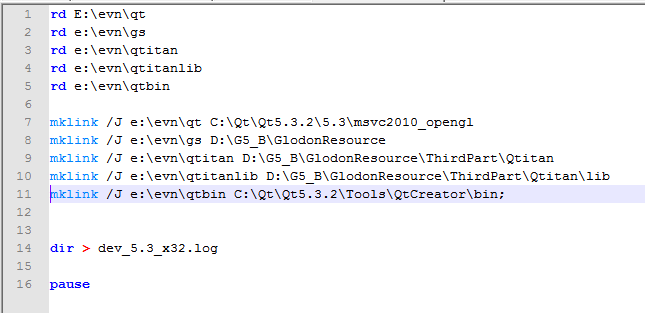 1 rd E:\evn\qt
2 rd e:\evn\gs
3 rd e:\evn\qtitan
4 rd e:\evn\qtitanlib
5 rd e:\evn\qtbin
6
7 mklink /J e:\evn\qt C:\Qt\Qt5.3.2\5.3\msvc2010_opengl
8 mklink /J e:\evn\gs D:\G5_B\GlodonResource
9 mklink /J e:\evn\qtitan D:\G5_B\GlodonResource\ThirdPart\Qtitan
10 mklink /J e:\evn\qtitanlib D:\G5_B\GlodonResource\ThirdPart\Qtitan\lib
11 mklink /J e:\evn\qtbin C:\Qt\Qt5.3.2\Tools\QtCreator\bin;
12
13
14 dir > dev_5.3_x32.log
15
16 pause